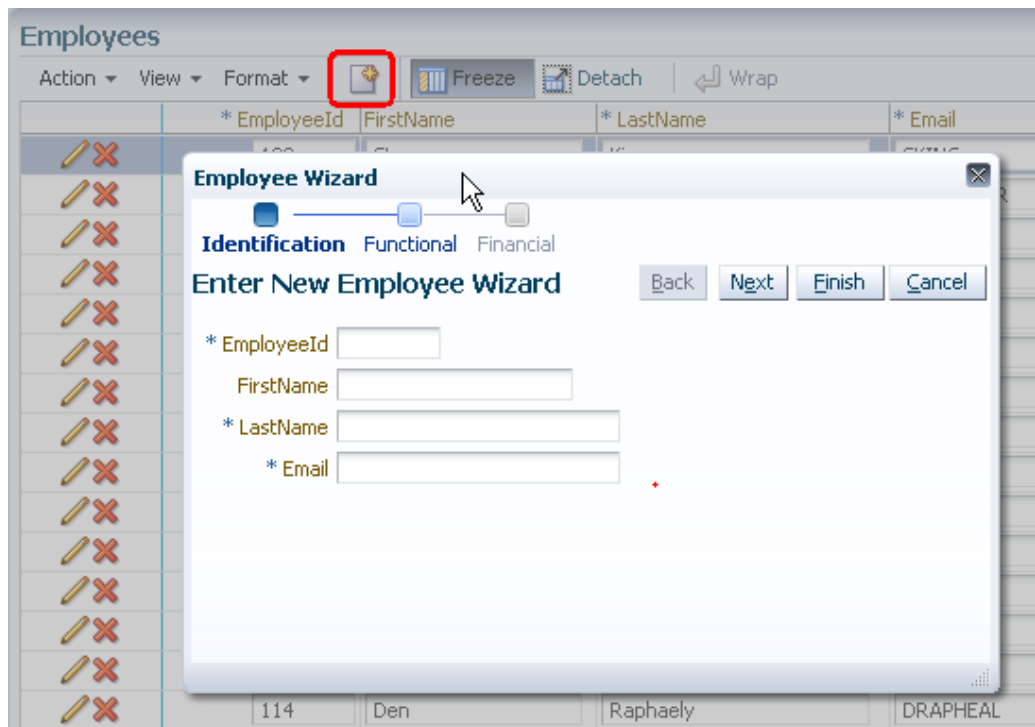 Employees
Action View Format Freeze Detach Wrap
* EmployeeId FirstName * LastName * Email
Employee Wizard
Identification Functional Financial
Enter New Employee Wizard Back Next Finish Cancel
* EmployeeId
FirstName
* LastName
* Email
114 Den Raphaely DRAPHEAL